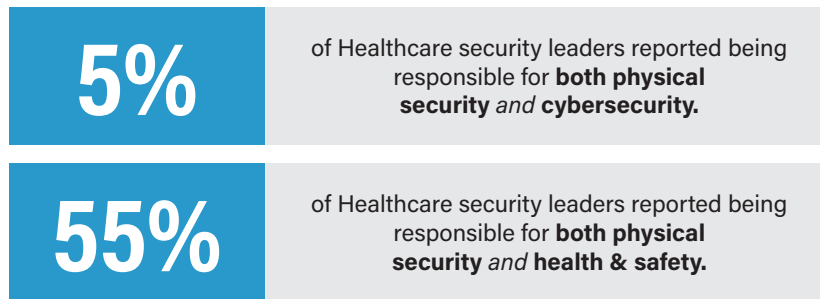 5%
of Healthcare security leaders reported being
responsible for both physical
security and cybersecurity.
55%
of Healthcare security leaders reported being
responsible for both physical
security and health & safety.